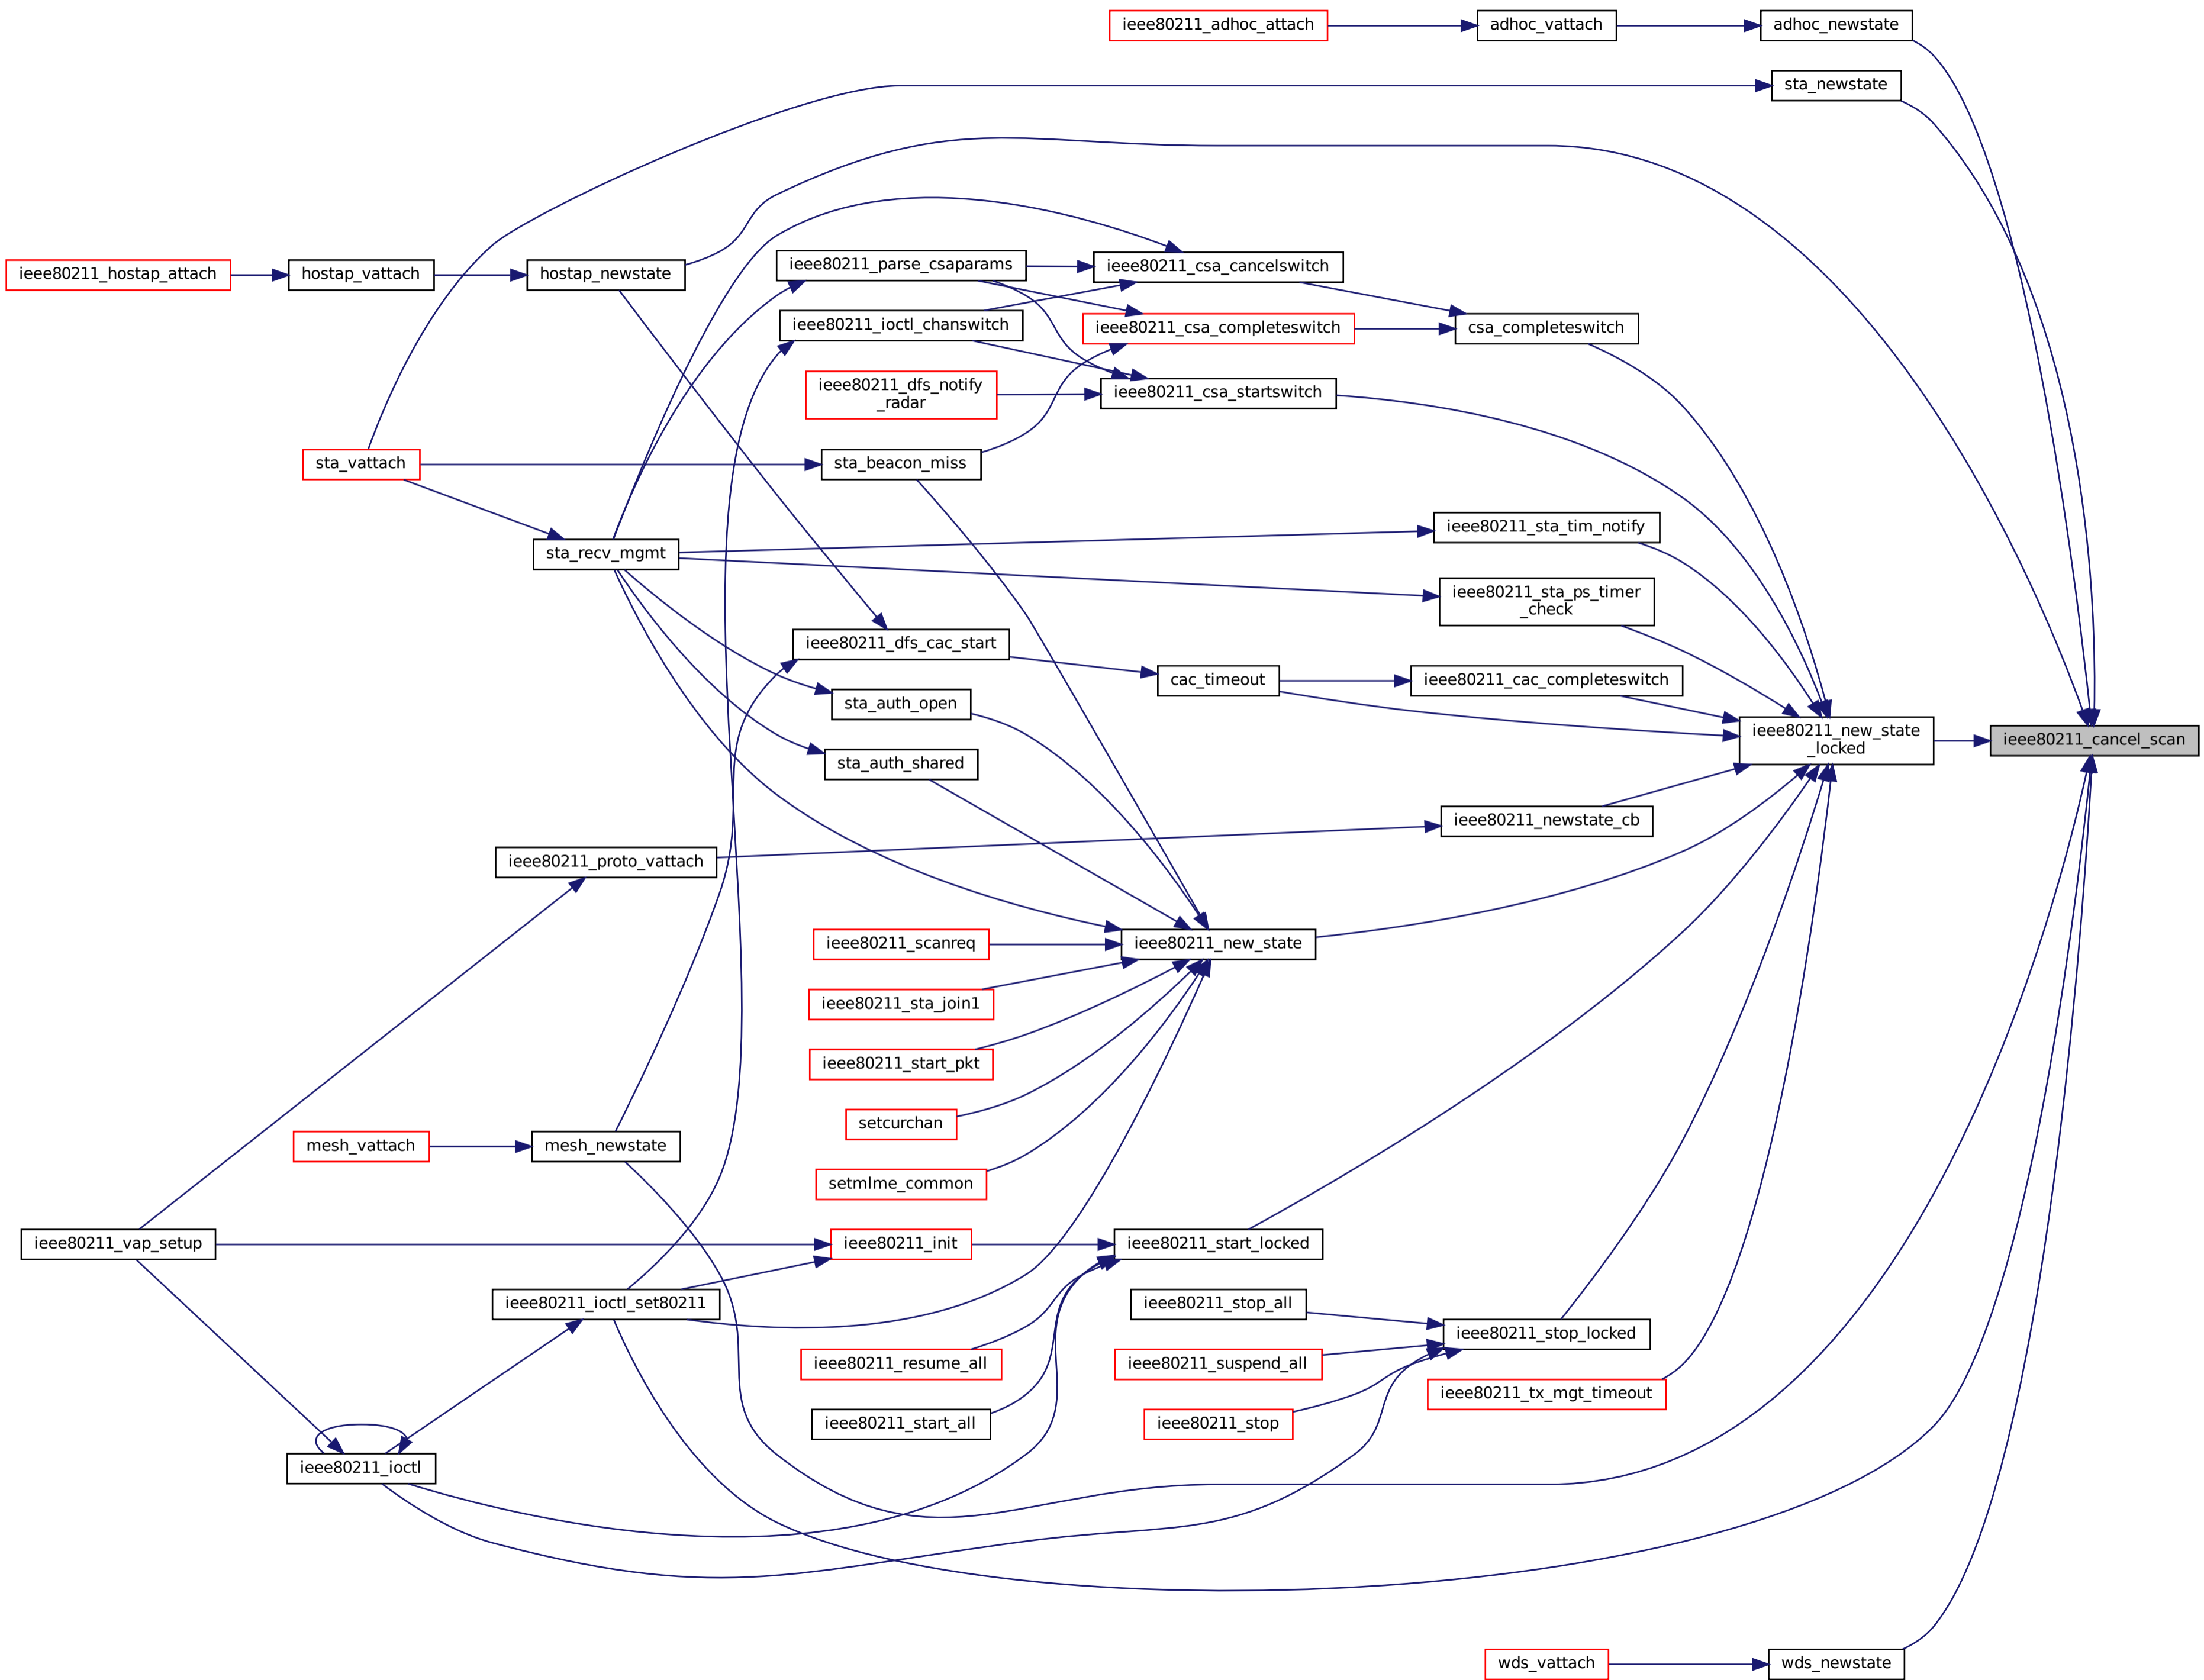 ieee80211_adhoc_attach
adhoc_vattach
adhoc_newstate
sta_newstate
ieee80211_hostap_attach
hostap_vattach
hostap_newstate
ieee80211_parse_csaparams
ieee80211_csa_cancelswitch
ieee80211_ioctl_chanswitch
ieee80211_csa_completeswitch
csa_completeswitch
ieee80211_dfs_notify
_radar
ieee80211_csa_startswitch
sta_vattach
sta_beacon_miss
sta_recv_mgmt
ieee80211_sta_tim_notify
ieee80211_sta_ps_timer
_check
ieee80211_dfs_cac_start
cac_timeout
ieee80211_cac_completeswitch
sta_auth_open
ieee80211_new_state
_locked
ieee80211_cancel_scan
sta_auth_shared
ieee80211_newstate_cb
ieee80211_proto_vattach
ieee80211_scanreq
ieee80211_new_state
ieee80211_sta_join1
ieee80211_start_pkt
setcurchan
mesh_vattach
mesh_newstate
setmlme_common
ieee80211_vap_setup
ieee80211_init
ieee80211_start_locked
ieee80211_ioctl_set80211
ieee80211_stop_all
ieee80211_stop_locked
ieee80211_resume_all
ieee80211_suspend_all
ieee80211_tx_mgt_timeout
ieee80211_start_all
ieee80211_stop
ieee80211_ioctl
wds_vattach
wds_newstate